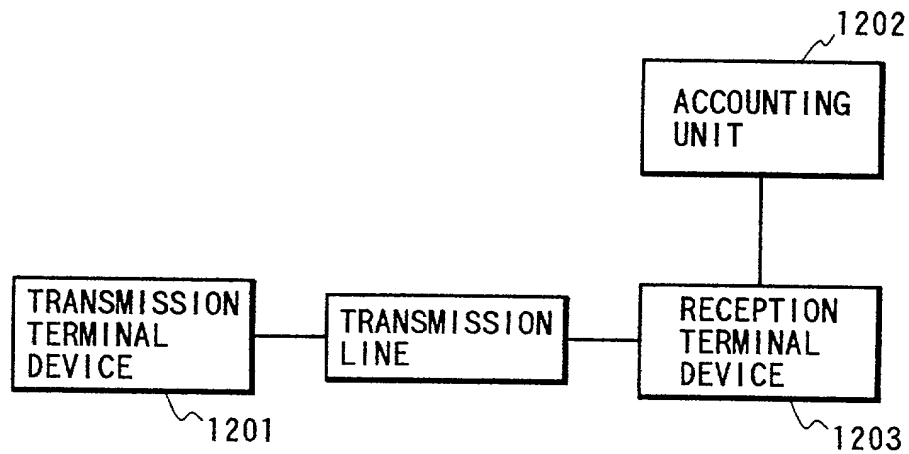 1202
ACCOUNTING
UNIT
TRANSMISSION
TERMINAL
DEVICE
TRANSMISSION
LINE
RECEPTION
TERMINAL
DEVICE
1201
1203